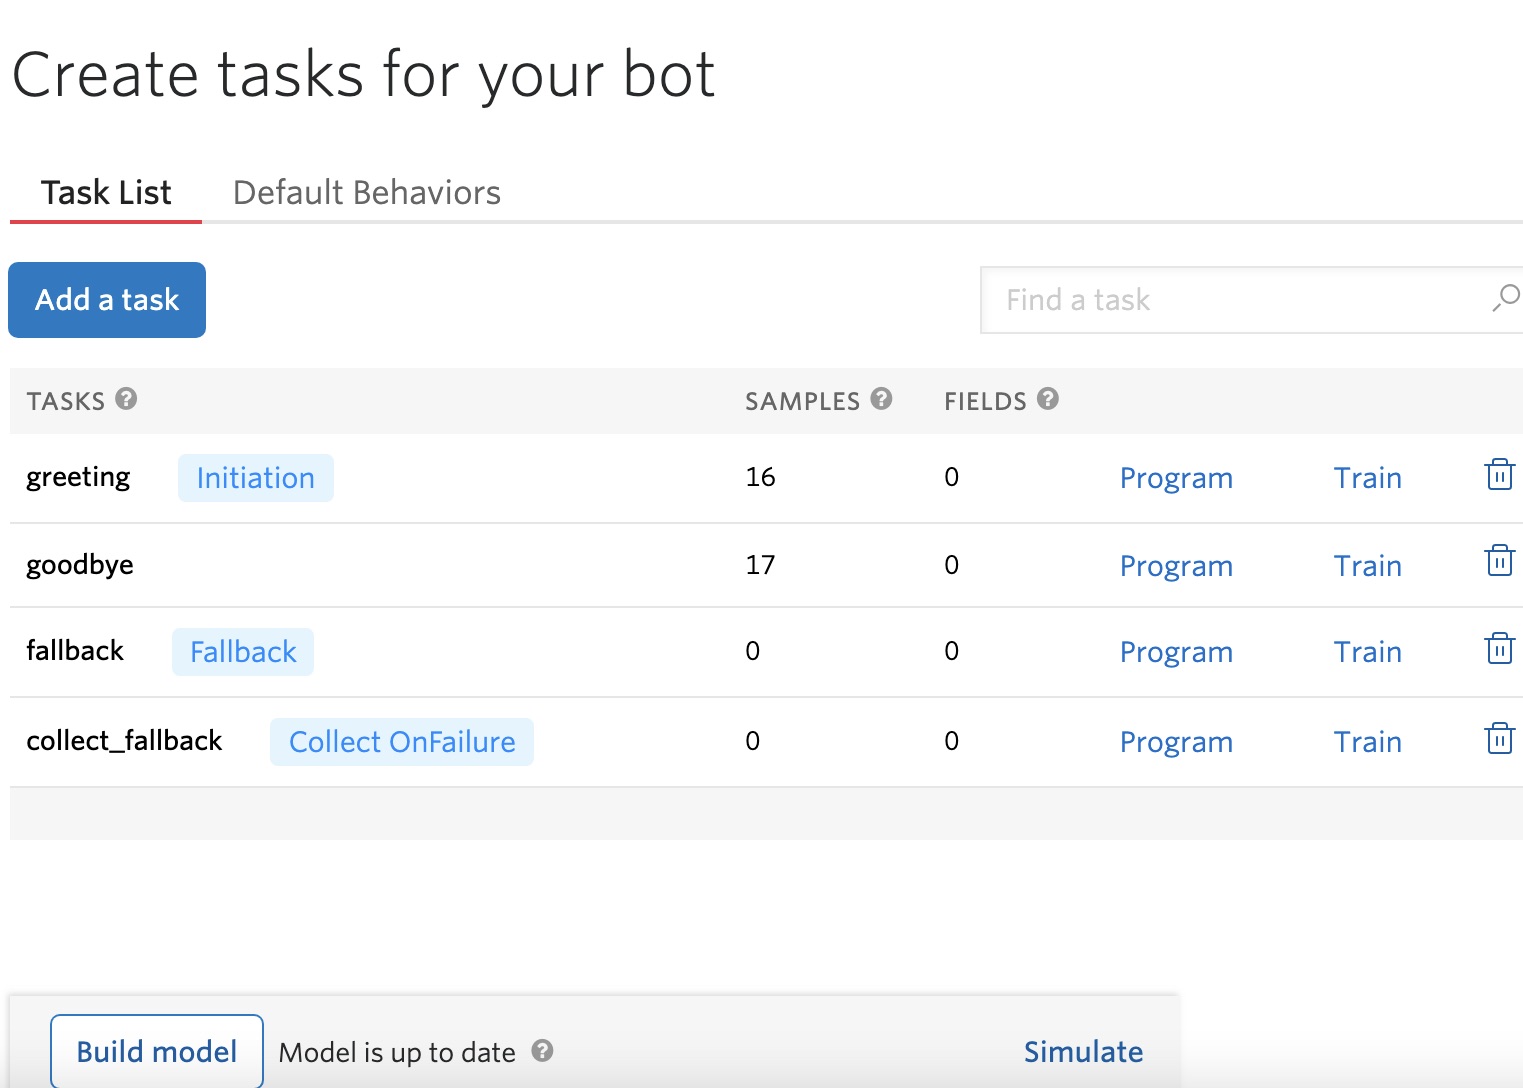 Create tasks for your bot
Task List Default Behaviors
Add a task Find a task
TASKS ? SAMPLES ? FIELDS ?
greeting Initiation 16 0 Program Train
goodbye 17 0 Program Train
fallback Fallback 0 0 Program Train
collect_fallback Collect OnFailure 0 0 Program Train
Build model Model is up to date ? Simulate